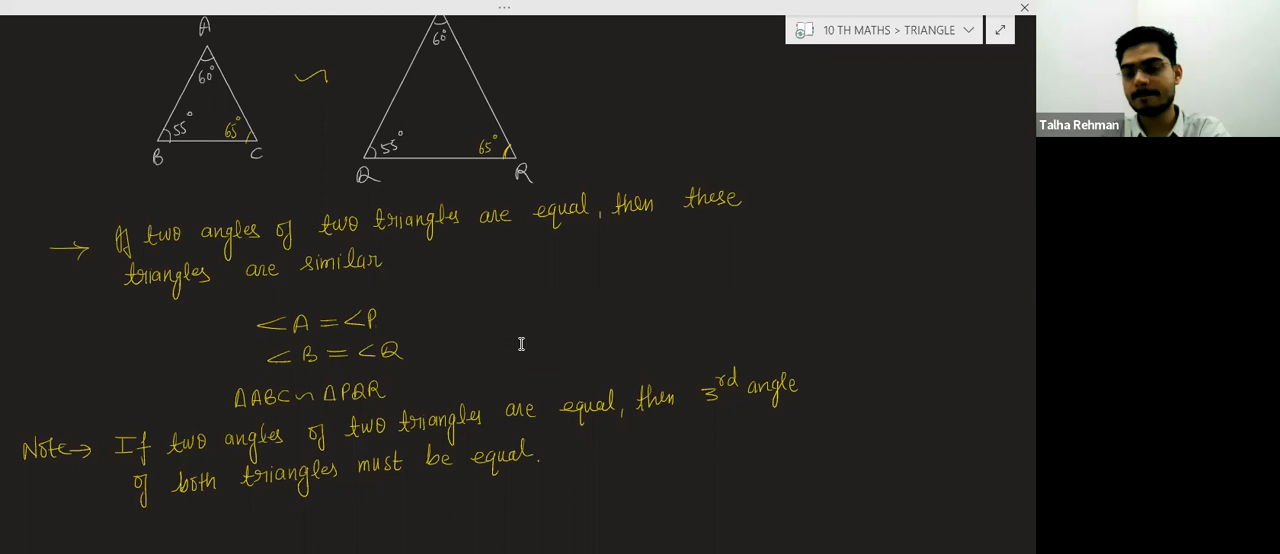 10 TH MATHS > TRIANGLE
Talha Rehman
A
60°
55°
65°
B
C
∽
60°
55°
65°
Q
R
→ If two angles of two triangles are equal, then these
triangles are similar
∠A = ∠P
∠B = ∠Q
ΔABC ∽ ΔPQR
Note → If two angles of two triangles are equal, then 3rd angle
of both triangles must be equal.